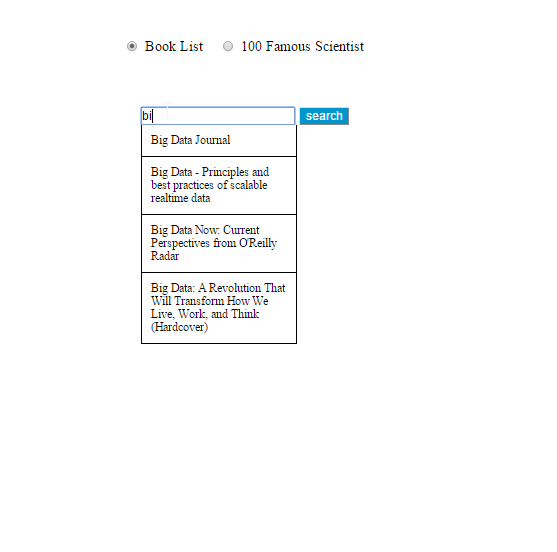 Book List 100 Famous Scientist
bi search
Big Data Journal
Big Data - Principles and
best practices of scalable
realtime data
Big Data Now: Current
Perspectives from O'Reilly
Radar
Big Data: A Revolution That
Will Transform How We
Live, Work, and Think
(Hardcover)